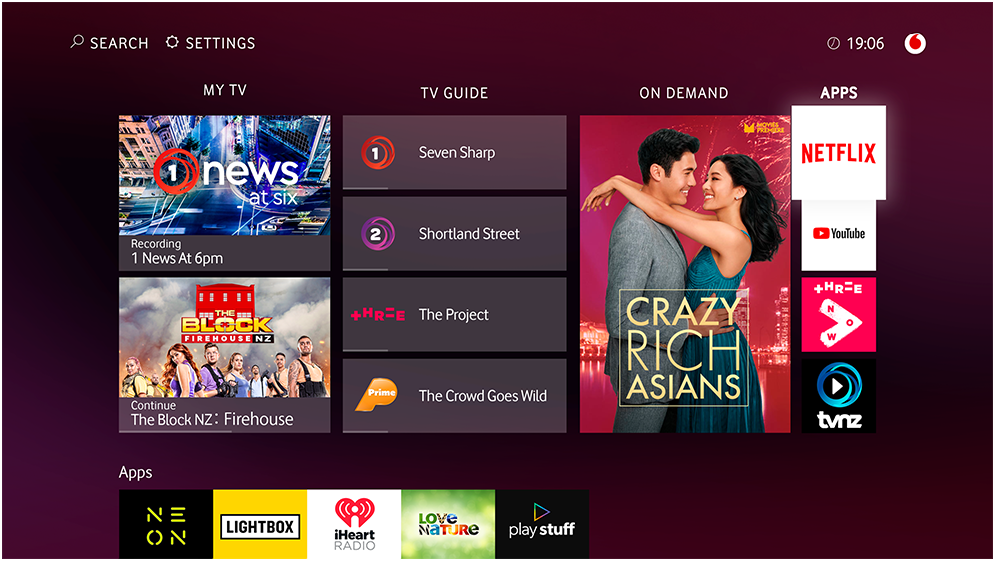 SEARCH
SETTINGS
19:06
MY TV
TV GUIDE
ON DEMAND
APPS
1 news
at six
Recording
1 News At 6pm
THE
BLOCK
FIREHOUSE NZ
Continue
The Block NZ: Firehouse
1
Seven Sharp
2
Shortland Street
+HR=E
The Project
Prime
The Crowd Goes Wild
MOVIES
PREMIERE
CRAZY
RICH
ASIANS
NETFLIX
YouTube
+HR=E
NOW
tvnz
Apps
NEON
LIGHTBOX
iHeart
RADIO
LOVE
NATURE
play stuff